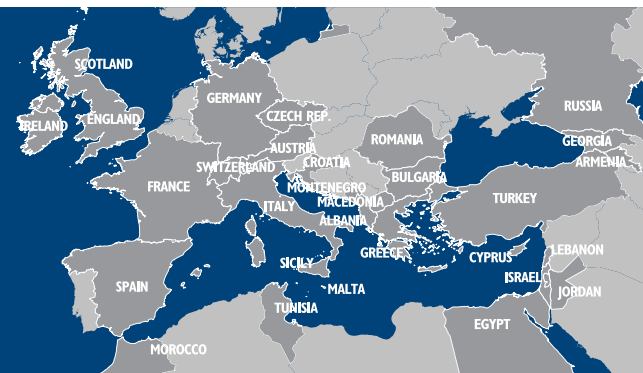 SCOTLAND
IRELAND
ENGLAND
GERMANY
CZECH REP.
RUSSIA
AUSTRIA
ROMANIA
GEORGIA
SWITZERLAND
CROATIA
ARMENIA
FRANCE
MONTENEGRO
BULGARIA
MACEDONIA
TURKEY
ITALY
ALBANIA
GREECE
LEBANON
CYPRUS
SICILY
ISRAEL
SPAIN
MALTA
JORDAN
TUNISIA
EGYPT
MOROCCO